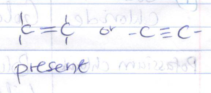 C=C or -C≡C-
present